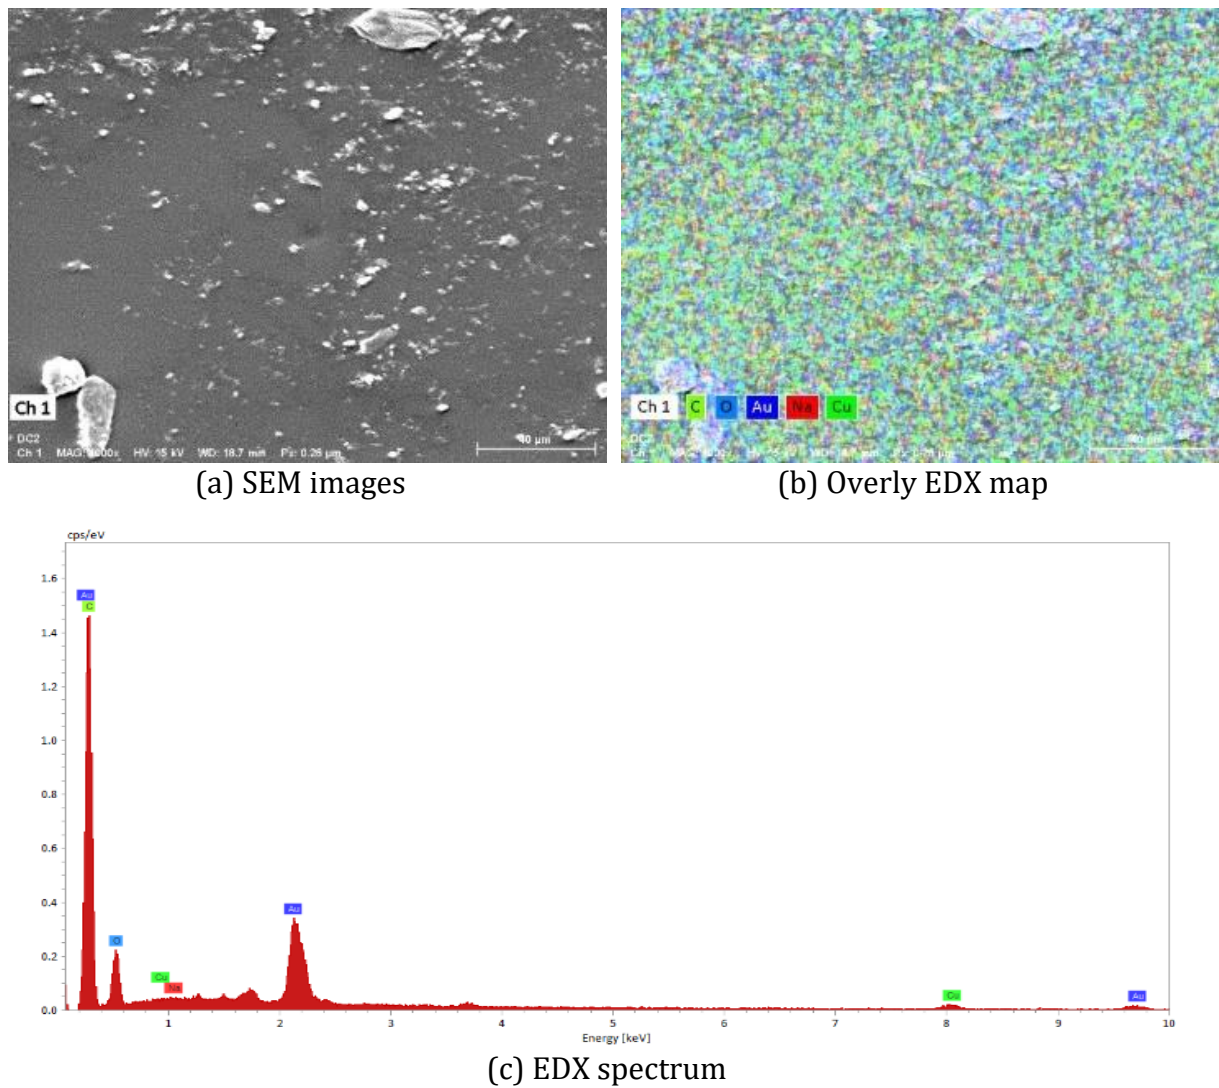 Ch 1
DC2
Ch 1 MAG: 1000x HV: 15 kV WD: 18.7 mm Px: 0.26 µm
40 µm
(a) SEM images
Ch 1 C O Au Na Cu
DC2
(b) Overly EDX map
cps/eV
1.6
1.4
1.2
1.0
0.8
0.6
0.4
0.2
0.0
Au
C
O
Cu
Na
Au
Cu
Au
1 2 3 4 5 6 7 8 9 10
Energy [keV]
(c) EDX spectrum